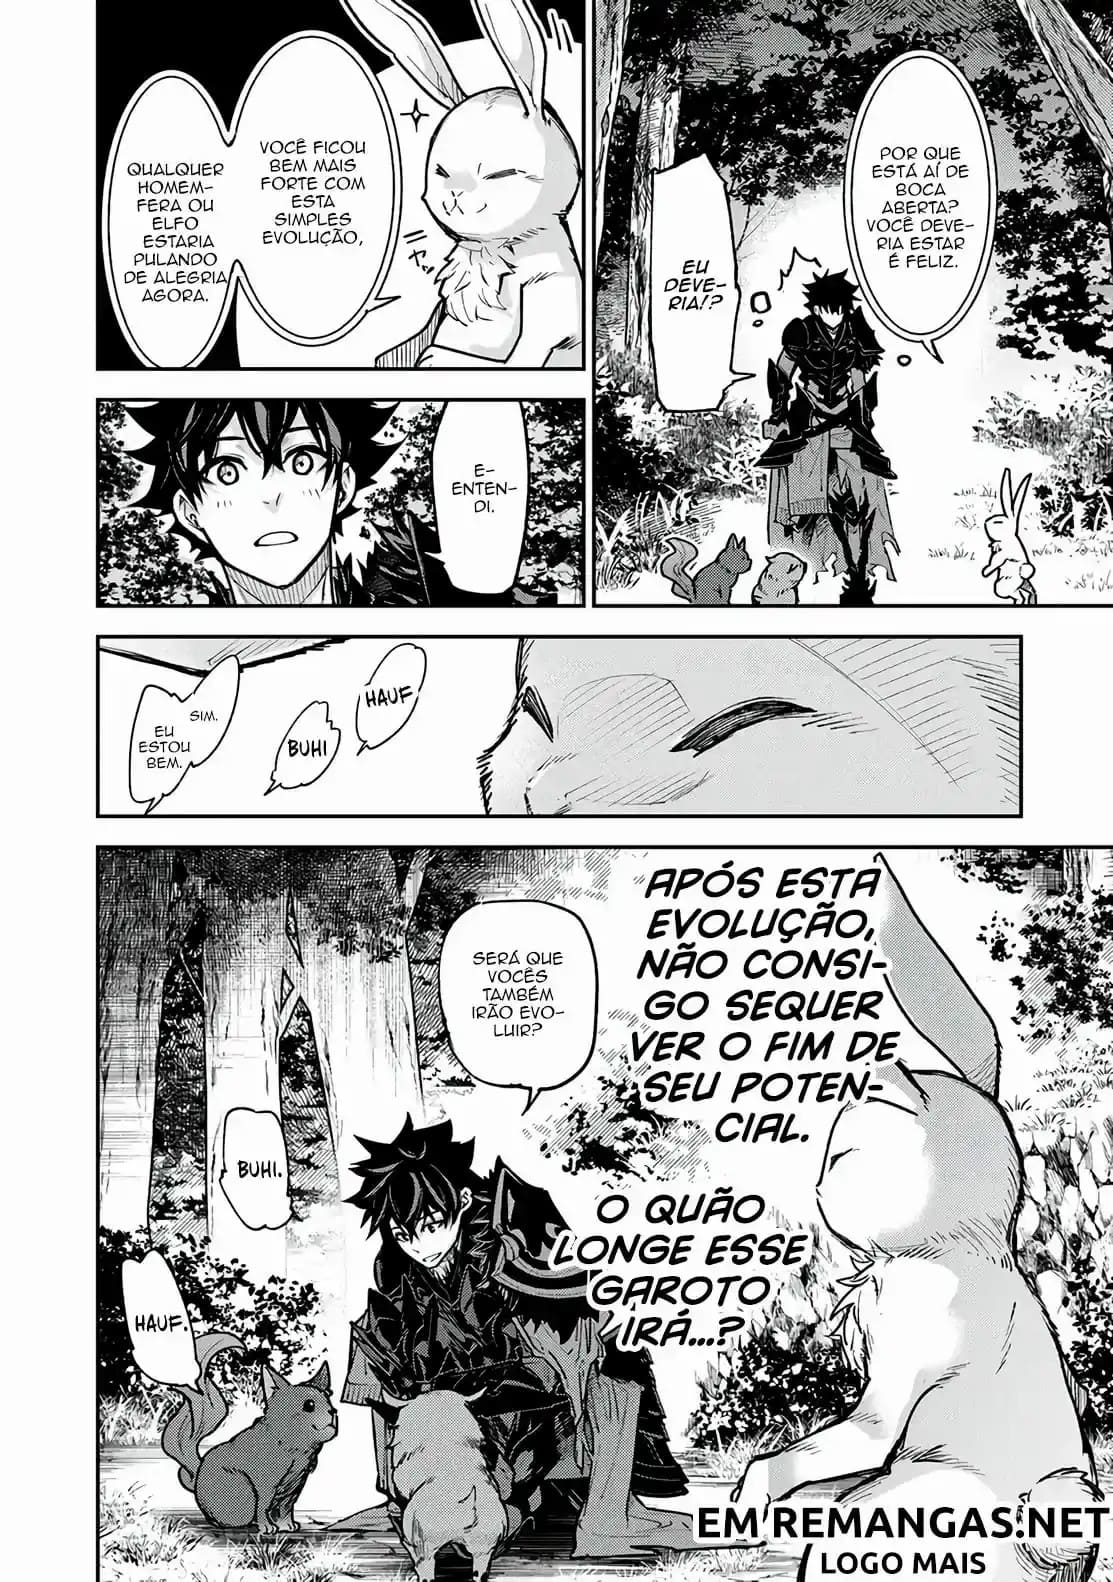 POR QUE
ESTÁ AÍ DE
BOCA
ABERTA?
VOCÊ DEVE-
RIA ESTAR
É FELIZ.
EU
DEVE-
RIA!?
VOCÊ FICOU
BEM MAIS
FORTE COM
ESTA
SIMPLES
EVOLUÇÃO,
QUALQUER
HOMEM-
FERA OU
ELFO
ESTARIA
PULANDO
DE ALEGRIA
AGORA.
E-
ENTEN-
DI.
HAUF
BUHI
SIM.
EU
ESTOU
BEM.
APÓS ESTA
EVOLUÇÃO,
NÃO CONSI-
GO SEQUER
VER O FIM DE
SEU POTEN-
CIAL.
SERÁ QUE
VOCÊS
TAMBÉM
IRÃO EVO-
LUIR?
BUHI.
HAUF.
O QUÃO
LONGE ESSE
GAROTO
IRÁ...?
EM REMANGAS.NET
LOGO MAIS